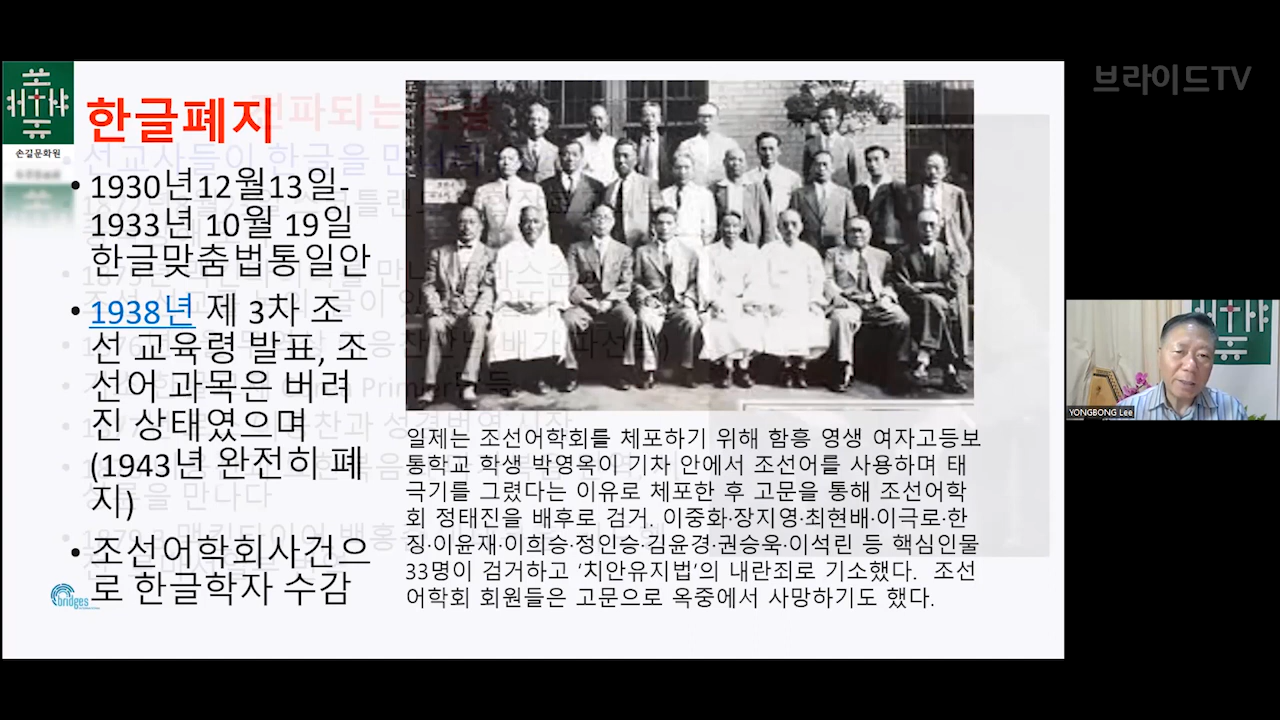 브라이드TV
손길문화원
한글폐지
• 1930년12월13일-
1933년 10월 19일
한글맞춤법통일안
• 1938년 제 3차 조
선 교육령 발표, 조
선어 과목은 버려
진 상태였으며
(1943년 완전히 폐
지)
• 조선어학회사건으
로 한글학자 수감
bridges
일제는 조선어학회를 체포하기 위해 함흥 영생 여자고등보
통학교 학생 박영옥이 기차 안에서 조선어를 사용하며 태
극기를 그렸다는 이유로 체포한 후 고문을 통해 조선어학
회 정태진을 배후로 검거. 이중화·장지영·최현배·이극로·한
징·이윤재·이희승·정인승·김윤경·권승욱·이석린 등 핵심인물
33명이 검거하고 ‘치안유지법’의 내란죄로 기소했다. 조선
어학회 회원들은 고문으로 옥중에서 사망하기도 했다.
YONGBONG Lee